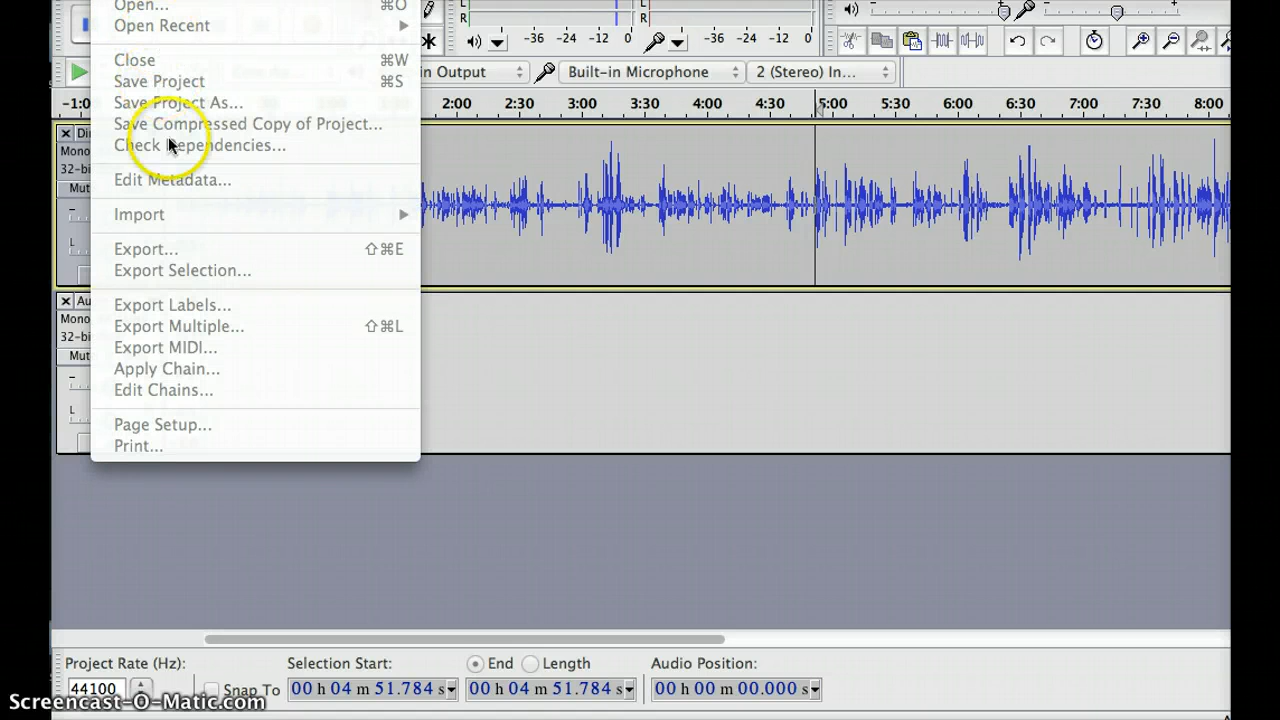 Open... ⌘O
Open Recent
Close ⌘W
Save Project ⌘S
Save Project As...
Save Compressed Copy of Project...
Check Dependencies...
Edit Metadata...
Import
Export... ⇧⌘E
Export Selection...
Export Labels...
Export Multiple... ⇧⌘L
Export MIDI...
Apply Chain...
Edit Chains...
Page Setup...
Print...
L L
R R
-36 -24 -12 0 -36 -24 -12 0
Output Built-in Microphone 2 (Stereo) In...
-1:0 2:00 2:30 3:00 3:30 4:00 4:30 5:00 5:30 6:00 6:30 7:00 7:30 8:00
Mono
32-bi
Mut
L
Mono
32-bi
Mut
L
Project Rate (Hz): Selection Start: End Length Audio Position:
44100 Snap To 00 h 04 m 51.784 s 00 h 04 m 51.784 s 00 h 00 m 00.000 s
Screencast-O-Matic.com